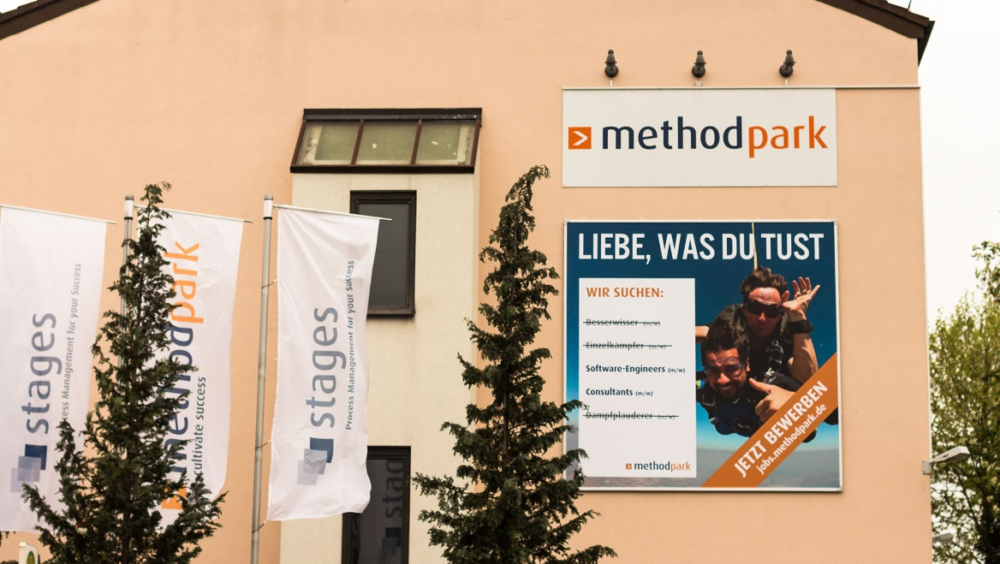 methodpark
LIEBE, WAS DU TUST
WIR SUCHEN:
Besserwisser (m/w)
Einzelkämpfer (m/w)
Software-Engineers (m/w)
Consultants (m/w)
Dampfplauderer (m/w)
methodpark
JETZT BEWERBEN
jobs.methodpark.de
stages
Process Management for your Success
methodpark
cultivate success
stages
Process Management for your Success
stag